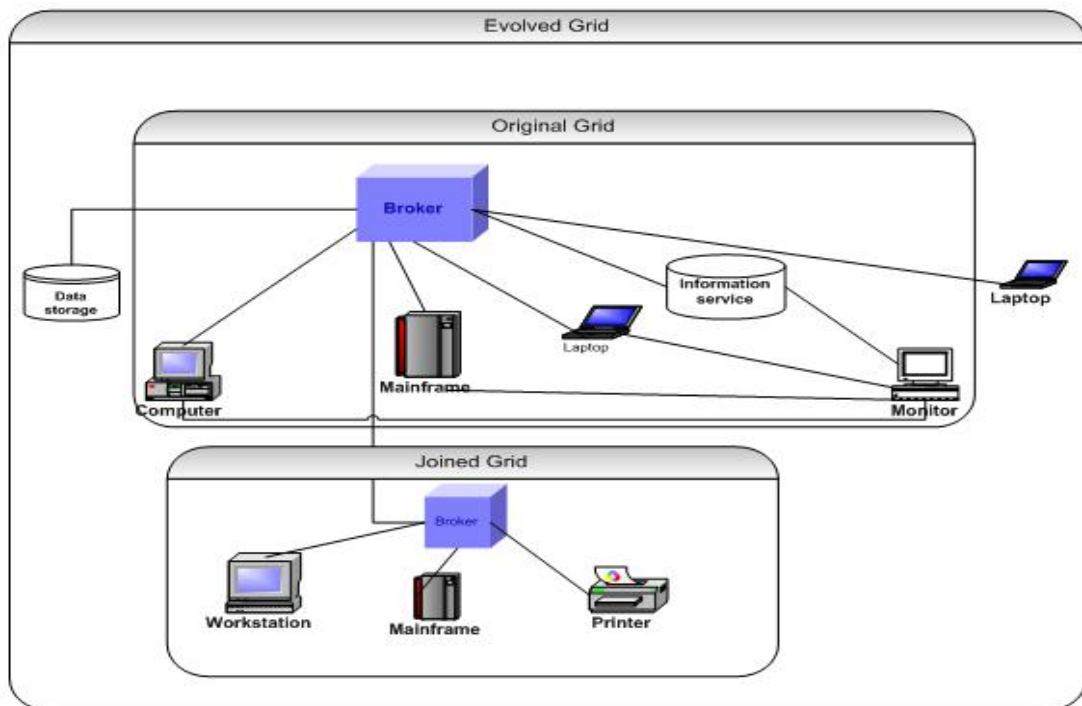 Evolved Grid
Original Grid
Broker
Data
storage
Information
service
Laptop
Laptop
Mainframe
Computer
Monitor
Joined Grid
Broker
Workstation
Mainframe
Printer